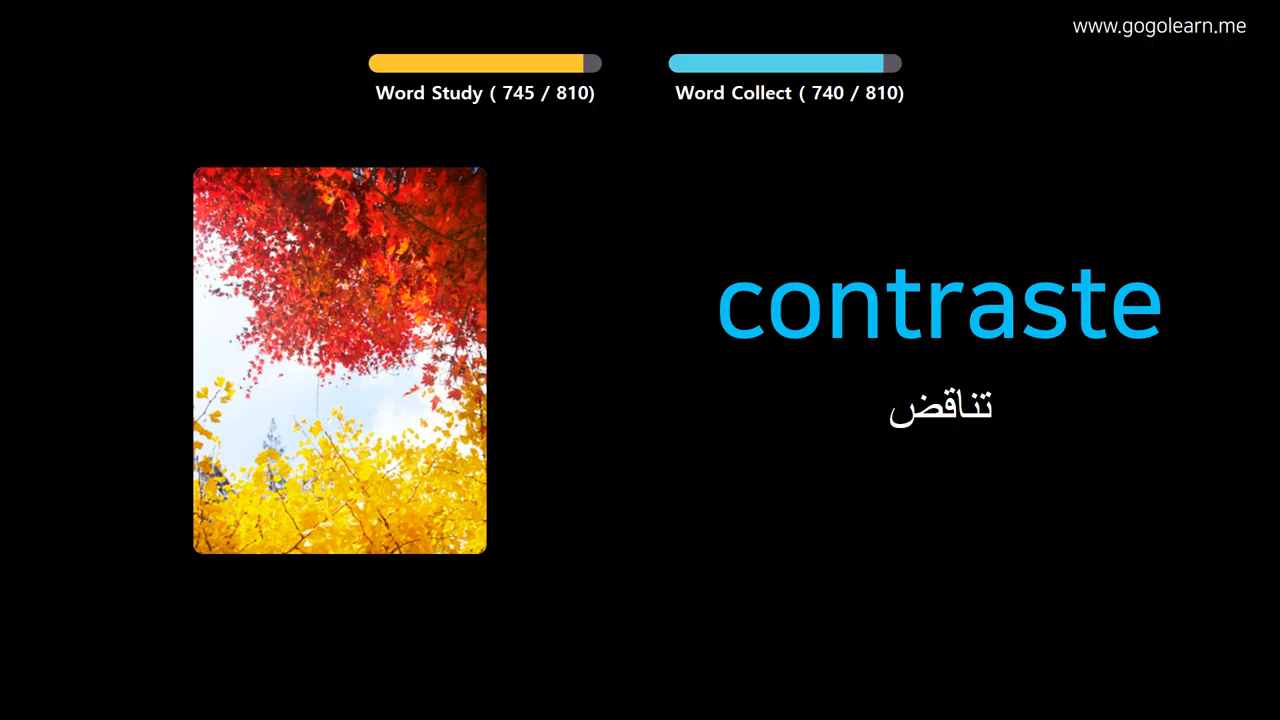 www.gogolearn.me
Word Study ( 745 / 810)
Word Collect ( 740 / 810)
contraste
تناقض